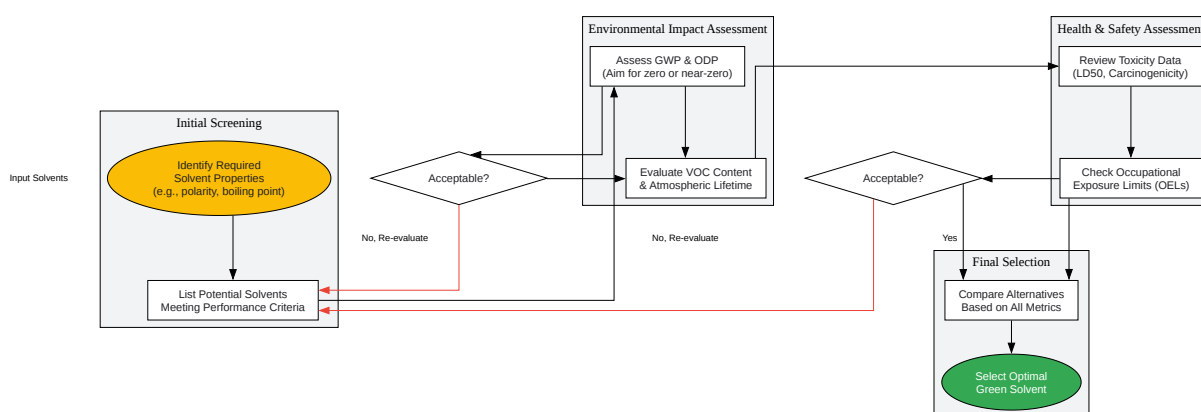 Input Solvents
Initial Screening
Identify Required
Solvent Properties
(e.g., polarity, boiling point)
List Potential Solvents
Meeting Performance Criteria
Acceptable?
No, Re-evaluate
Environmental Impact Assessment
Assess GWP & ODP
(Aim for zero or near-zero)
Evaluate VOC Content
& Atmospheric Lifetime
No, Re-evaluate
Acceptable?
Yes
Health & Safety Assessment
Review Toxicity Data
(LD50, Carcinogenicity)
Check Occupational
Exposure Limits (OELs)
Final Selection
Compare Alternatives
Based on All Metrics
Select Optimal
Green Solvent